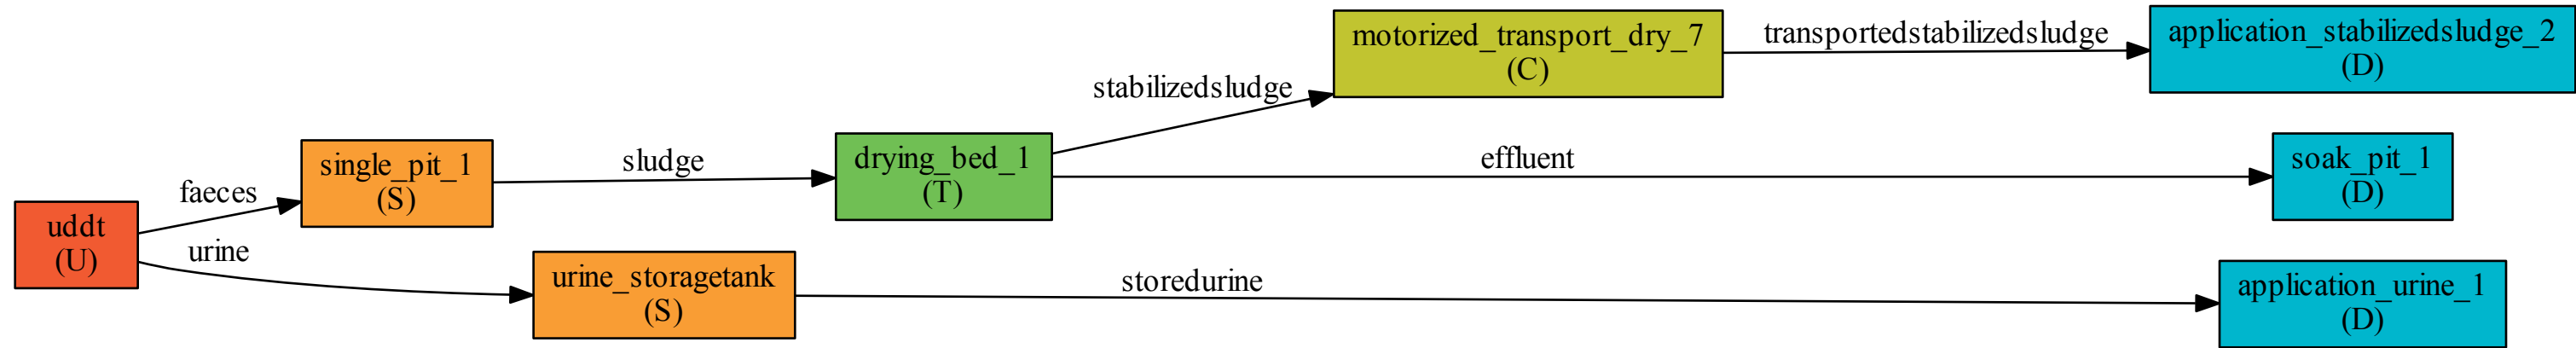 uddt
(U)
faeces
urine
single_pit_1
(S)
urine_storagetank
(S)
sludge
storedurine
drying_bed_1
(T)
stabilizedsludge
effluent
motorized_transport_dry_7
(C)
transportedstabilizedsludge
application_stabilizedsludge_2
(D)
soak_pit_1
(D)
application_urine_1
(D)